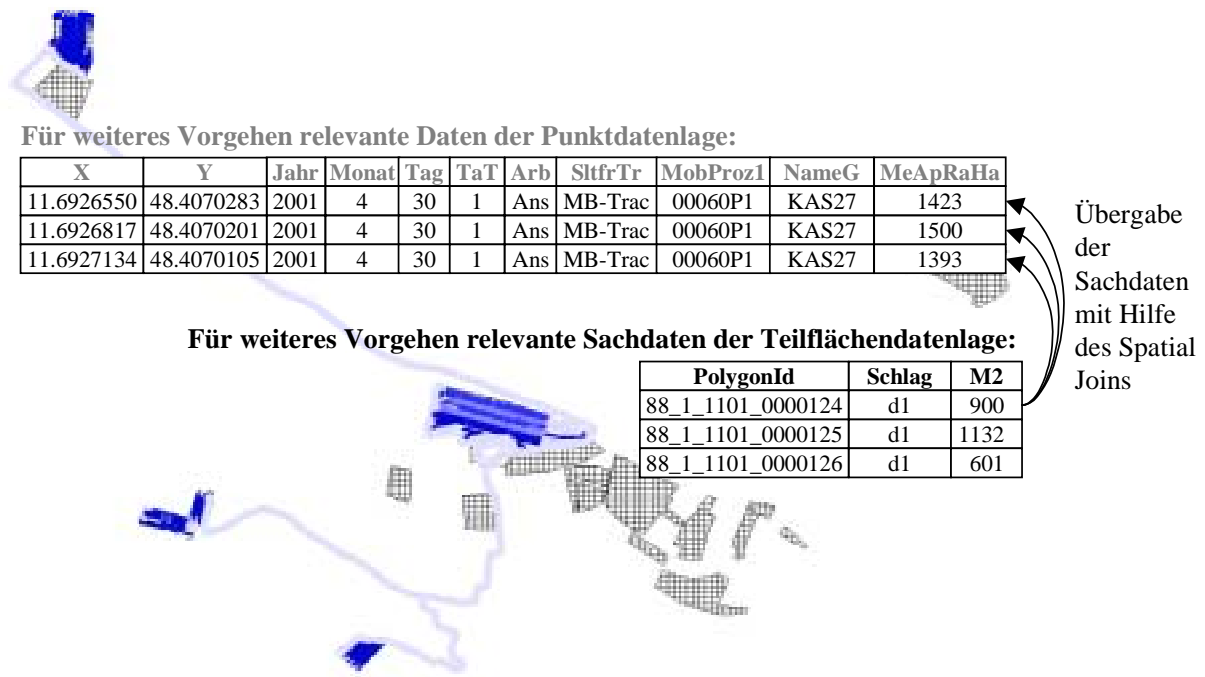 Für weiteres Vorgehen relevante Daten der Punktdatenlage:
X Y Jahr Monat Tag TaT Arb SltfrTr MobProz1 NameG MeApRaHa
11.6926550 48.4070283 2001 4 30 1 Ans MB-Trac 00060P1 KAS27 1423
11.6926817 48.4070201 2001 4 30 1 Ans MB-Trac 00060P1 KAS27 1500
11.6927134 48.4070105 2001 4 30 1 Ans MB-Trac 00060P1 KAS27 1393
Übergabe
der
Sachdaten
mit Hilfe
des Spatial
Joins
Für weiteres Vorgehen relevante Sachdaten der Teilflächendatenlage:
PolygonId Schlag M2
88_1_1101_0000124 d1 900
88_1_1101_0000125 d1 1132
88_1_1101_0000126 d1 601